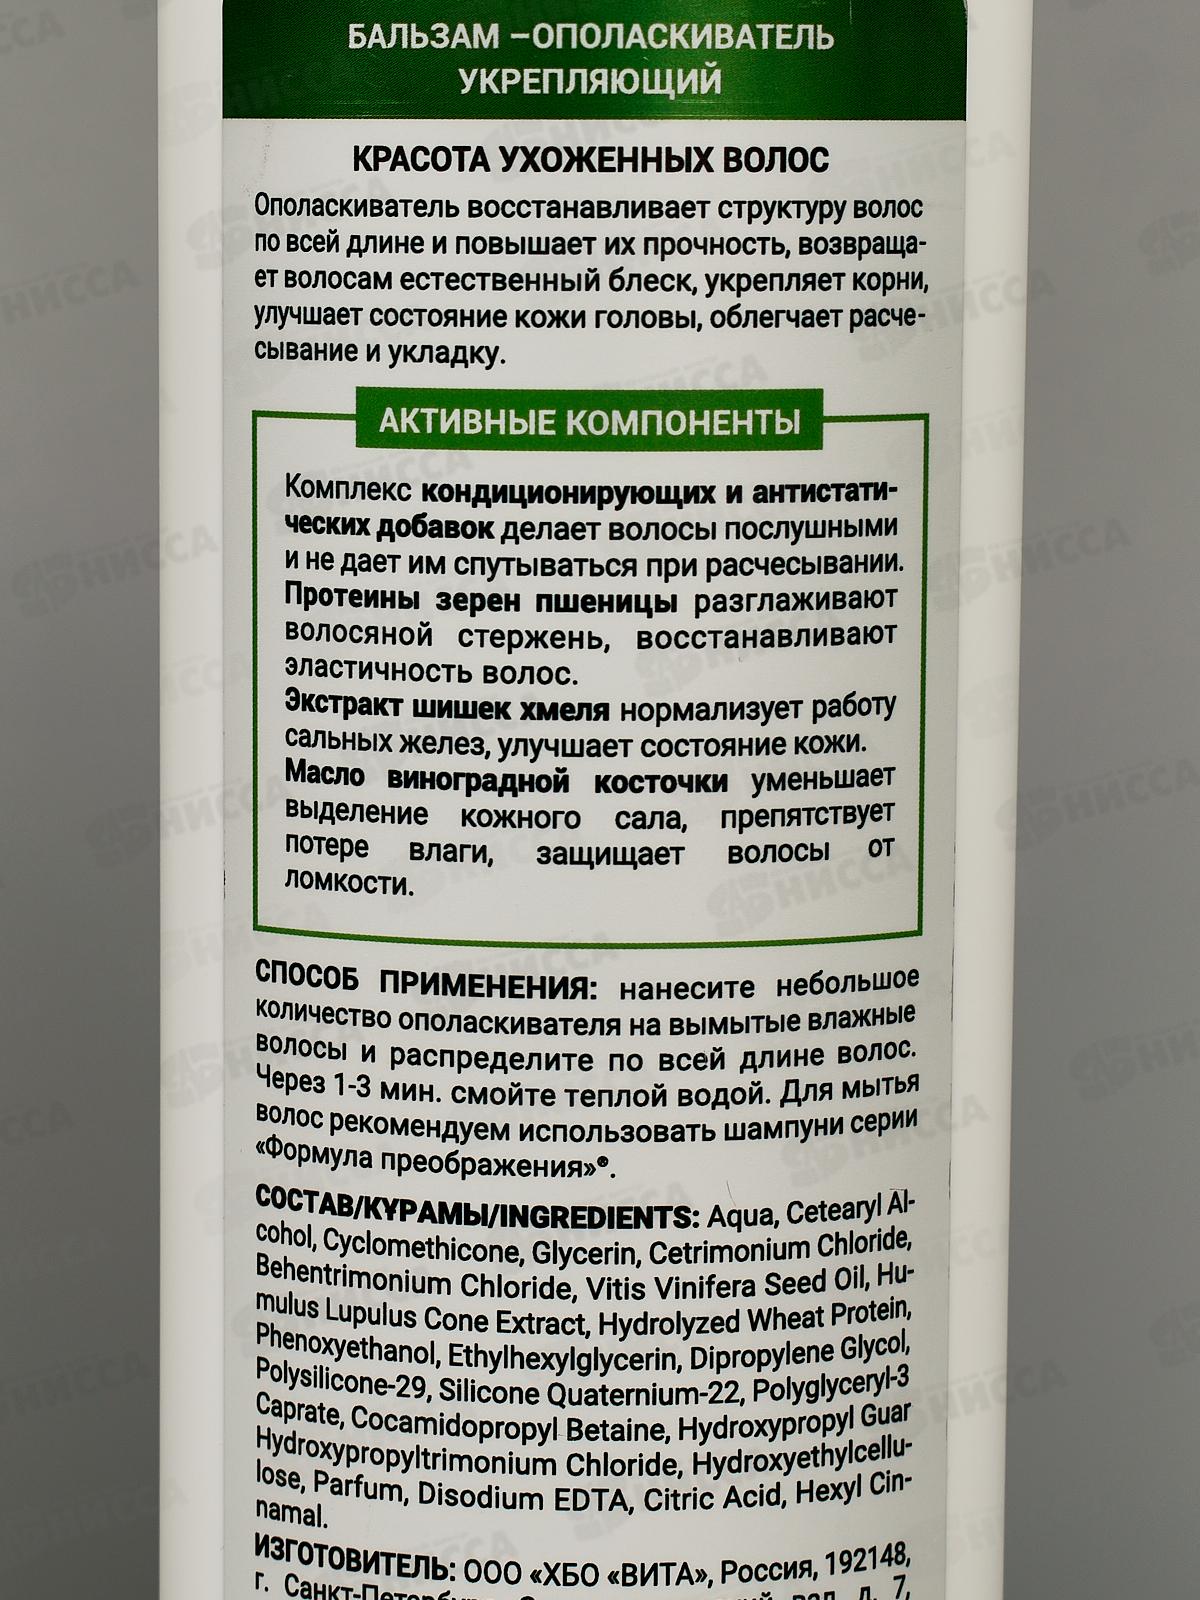 БАЛЬЗАМ –ОПОЛАСКИВАТЕЛЬ
УКРЕПЛЯЮЩИЙ
КРАСОТА УХОЖЕННЫХ ВОЛОС
Ополаскиватель восстанавливает структуру волос
по всей длине и повышает их прочность, возвраща-
ет волосам естественный блеск, укрепляет корни,
улучшает состояние кожи головы, облегчает расче-
сывание и укладку.
АКТИВНЫЕ КОМПОНЕНТЫ
Комплекс кондиционирующих и антистати-
ческих добавок делает волосы послушными
и не дает им спутываться при расчесывании.
Протеины зерен пшеницы разглаживают
волосяной стержень, восстанавливают
эластичность волос.
Экстракт шишек хмеля нормализует работу
сальных желез, улучшает состояние кожи.
Масло виноградной косточки уменьшает
выделение кожного сала, препятствует
потере влаги, защищает волосы от
ломкости.
СПОСОБ ПРИМЕНЕНИЯ: нанесите небольшое
количество ополаскивателя на вымытые влажные
волосы и распределите по всей длине волос.
Через 1-3 мин. смойте теплой водой. Для мытья
волос рекомендуем использовать шампуни серии
«Формула преображения»®.
СОСТАВ/ҚҰРАМЫ/INGREDIENTS: Aqua, Cetearyl Al-
cohol, Cyclomethicone, Glycerin, Cetrimonium Chloride,
Behentrimonium Chloride, Vitis Vinifera Seed Oil, Hu-
mulus Lupulus Cone Extract, Hydrolyzed Wheat Protein,
Phenoxyethanol, Ethylhexylglycerin, Dipropylene Glycol,
Polysilicone-29, Silicone Quaternium-22, Polyglyceryl-3
Caprate, Cocamidopropyl Betaine, Hydroxypropyl Guar
Hydroxypropyltrimonium Chloride, Hydroxyethylcellu-
lose, Parfum, Disodium EDTA, Citric Acid, Hexyl Cin-
namal.
ИЗГОТОВИТЕЛЬ: ООО «ХБО «ВИТА», Россия, 192148,
г. Санкт-Петербург, вал д. 7,